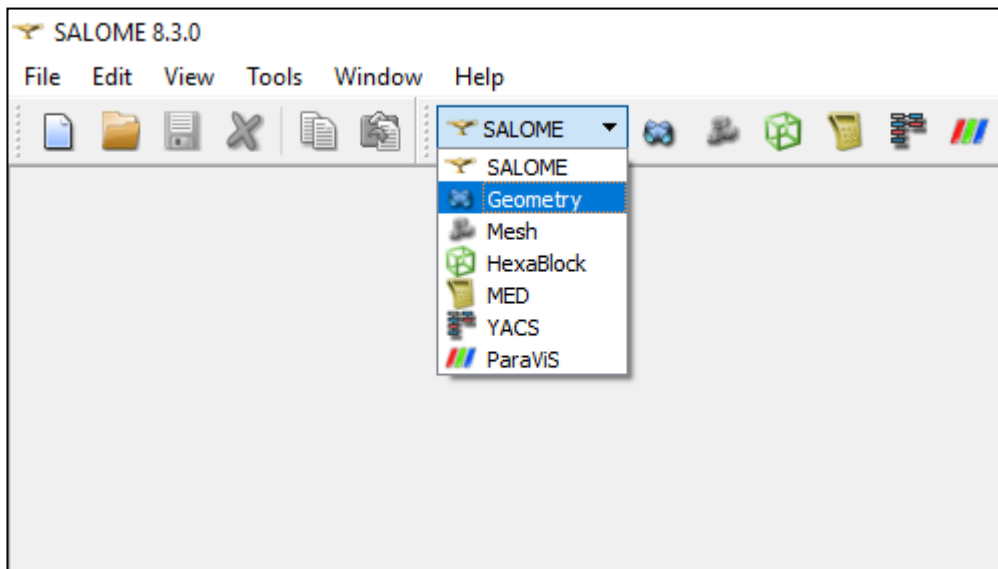 SALOME 8.3.0
File Edit View Tools Window Help
SALOME
SALOME
Geometry
Mesh
HexaBlock
MED
YACS
ParaViS